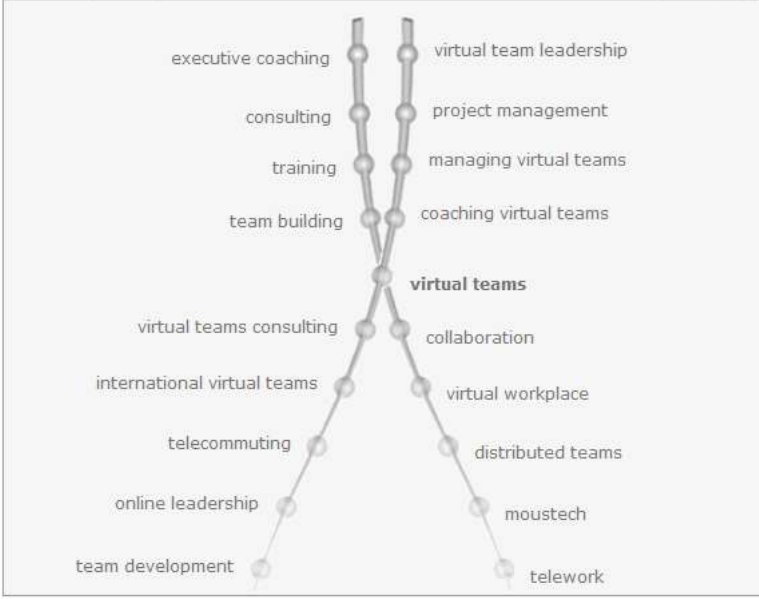 executive coaching
virtual team leadership
consulting
project management
training
managing virtual teams
team building
coaching virtual teams
virtual teams
virtual teams consulting
collaboration
international virtual teams
virtual workplace
telecommuting
distributed teams
online leadership
moustech
team development
telework